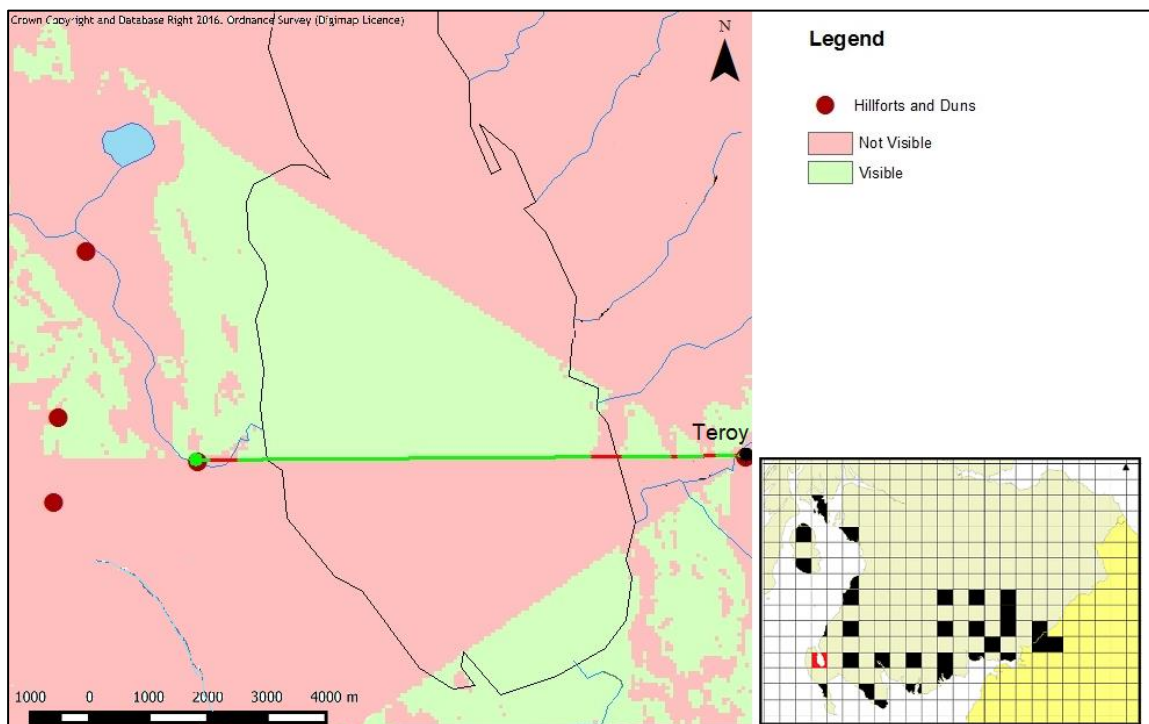 Crown Copyright and Database Right 2016. Ordnance Survey (Digimap Licence)
N
Legend
Hillforts and Duns
Not Visible
Visible
Teroy
1000 0 1000 2000 3000 4000 m